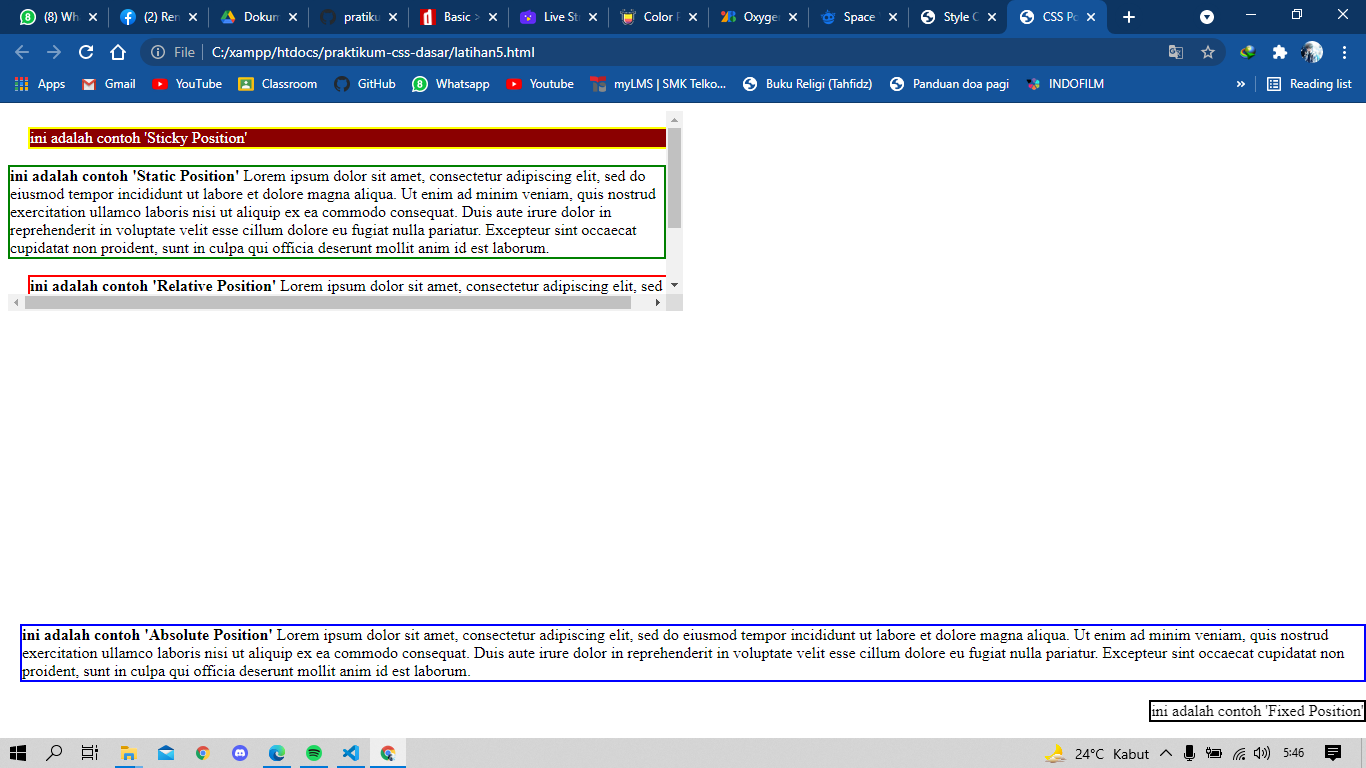 (8) Wh
(2) Ren
Dokum
pratiku
Basic
Live St
Color
Oxyge
Space
Style C
CSS Po
File
C:/xampp/htdocs/praktikum-css-dasar/latihan5.html
Apps
Gmail
YouTube
Classroom
GitHub
Whatsapp
Youtube
myLMS | SMK Telko...
Buku Religi (Tahfidz)
Panduan doa pagi
INDOFILM
»
Reading list
ini adalah contoh 'Sticky Position'
ini adalah contoh 'Static Position' Lorem ipsum dolor sit amet, consectetur adipiscing elit, sed do
eiusmod tempor incididunt ut labore et dolore magna aliqua. Ut enim ad minim veniam, quis nostrud
exercitation ullamco laboris nisi ut aliquip ex ea commodo consequat. Duis aute irure dolor in
reprehenderit in voluptate velit esse cillum dolore eu fugiat nulla pariatur. Excepteur sint occaecat
cupidatat non proident, sunt in culpa qui officia deserunt mollit anim id est laborum.
ini adalah contoh 'Relative Position' Lorem ipsum dolor sit amet, consectetur adipiscing elit, sed
ini adalah contoh 'Absolute Position' Lorem ipsum dolor sit amet, consectetur adipiscing elit, sed do eiusmod tempor incididunt ut labore et dolore magna aliqua. Ut enim ad minim veniam, quis nostrud
exercitation ullamco laboris nisi ut aliquip ex ea commodo consequat. Duis aute irure dolor in reprehenderit in voluptate velit esse cillum dolore eu fugiat nulla pariatur. Excepteur sint occaecat cupidatat non
proident, sunt in culpa qui officia deserunt mollit anim id est laborum.
ini adalah contoh 'Fixed Position'
24°C Kabut
5:46